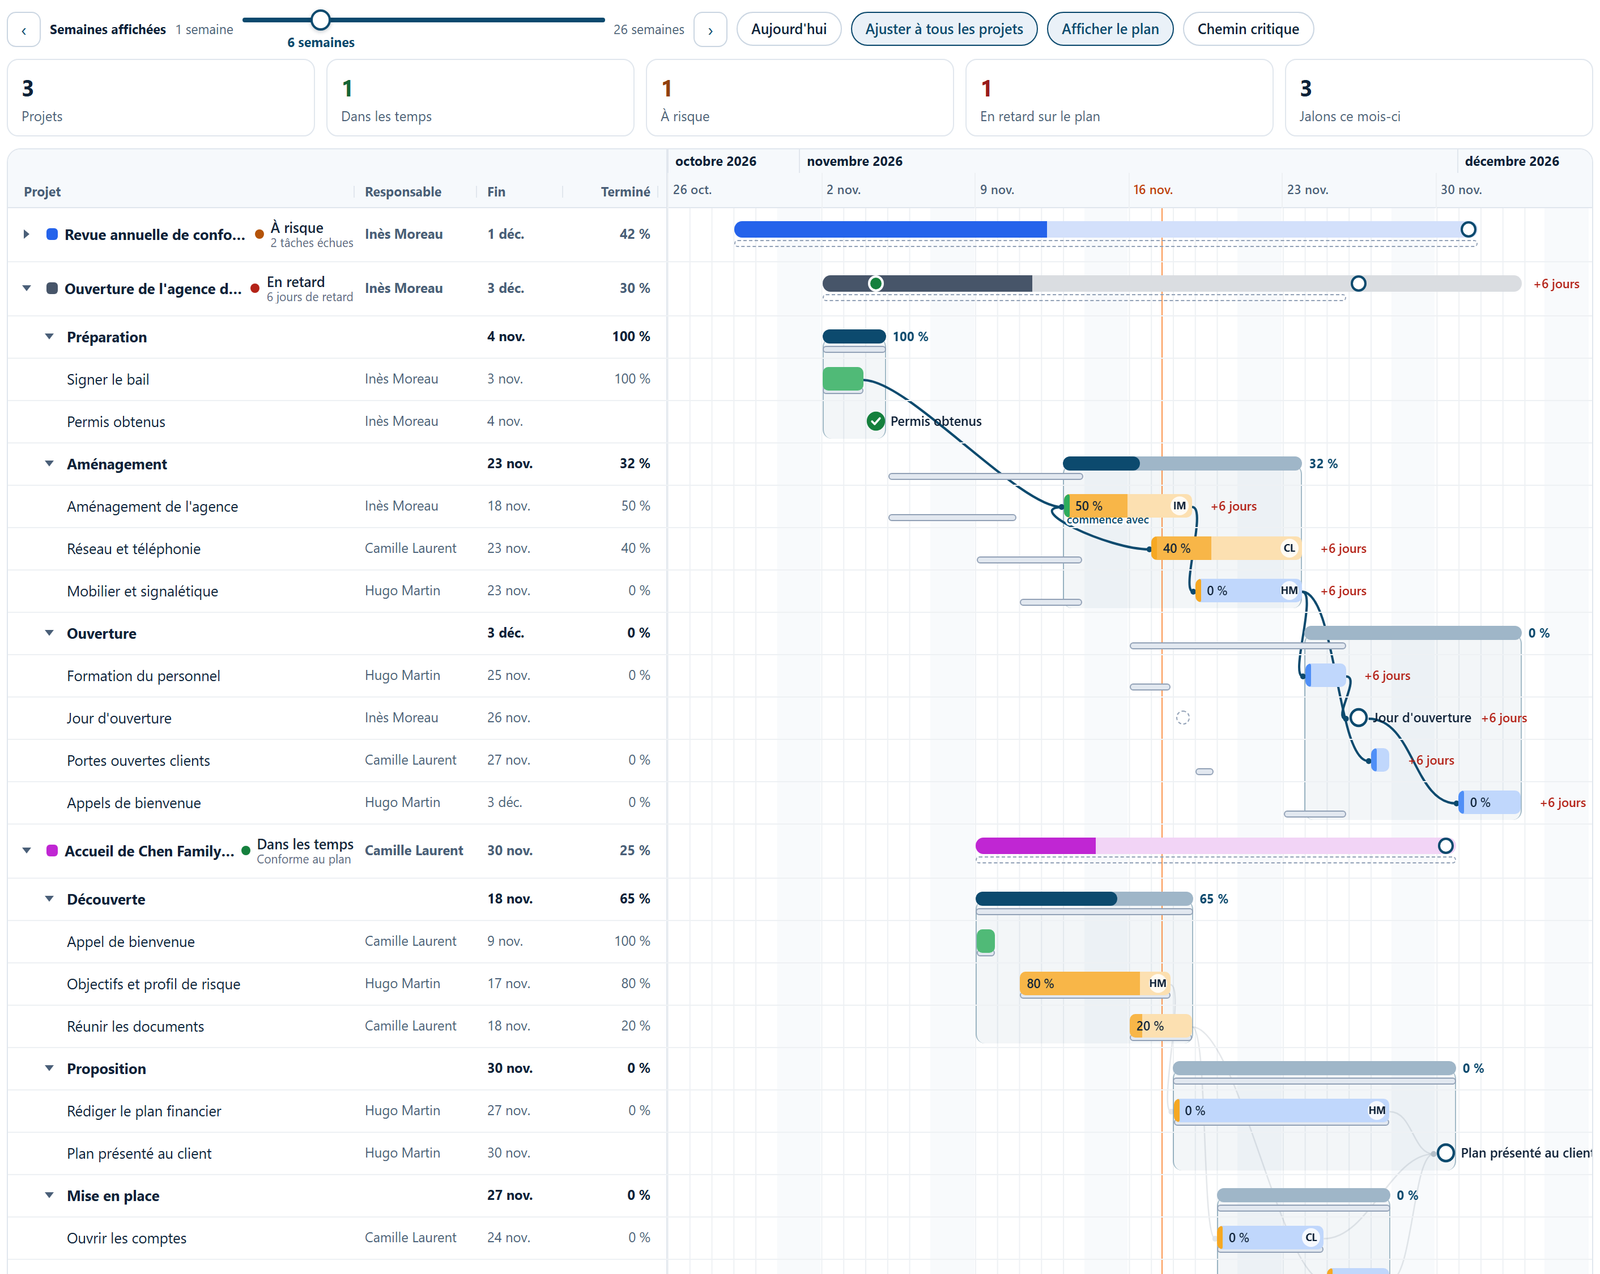 ‹ Semaines affichées 1 semaine 6 semaines 26 semaines › Aujourd'hui Ajuster à tous les projets Afficher le plan Chemin critique
3
Projets
1
Dans les temps
1
À risque
1
En retard sur le plan
3
Jalons ce mois-ci
octobre 2026 novembre 2026 décembre 2026
Projet Responsable Fin Terminé 26 oct. 2 nov. 9 nov. 16 nov. 23 nov. 30 nov.
Revue annuelle de confo... À risque Inès Moreau 1 déc. 42 %
2 tâches échues
Ouverture de l'agence d... En retard Inès Moreau 3 déc. 30 % +6 jours
6 jours de retard
Préparation 4 nov. 100 % 100 %
Signer le bail Inès Moreau 3 nov. 100 %
Permis obtenus Inès Moreau 4 nov. Permis obtenus
Aménagement 23 nov. 32 % 32 %
Aménagement de l'agence Inès Moreau 18 nov. 50 % 50 % IM +6 jours
commence avec
Réseau et téléphonie Camille Laurent 23 nov. 40 % 40 % CL +6 jours
Mobilier et signalétique Hugo Martin 23 nov. 0 % 0 % HM +6 jours
Ouverture 3 déc. 0 % 0 %
Formation du personnel Hugo Martin 25 nov. 0 % +6 jours
Jour d'ouverture Inès Moreau 26 nov. Jour d'ouverture +6 jours
Portes ouvertes clients Camille Laurent 27 nov. 0 % +6 jours
Appels de bienvenue Hugo Martin 3 déc. 0 % 0 % +6 jours
Accueil de Chen Family... Dans les temps Camille Laurent 30 nov. 25 %
Conforme au plan
Découverte 18 nov. 65 % 65 %
Appel de bienvenue Camille Laurent 9 nov. 100 %
Objectifs et profil de risque Hugo Martin 17 nov. 80 % 80 % HM
Réunir les documents Camille Laurent 18 nov. 20 % 20 %
Proposition 30 nov. 0 % 0 %
Rédiger le plan financier Hugo Martin 27 nov. 0 % 0 % HM
Plan présenté au client Hugo Martin 30 nov. Plan présenté au client
Mise en place 27 nov. 0 % 0 %
Ouvrir les comptes Camille Laurent 24 nov. 0 % 0 % CL